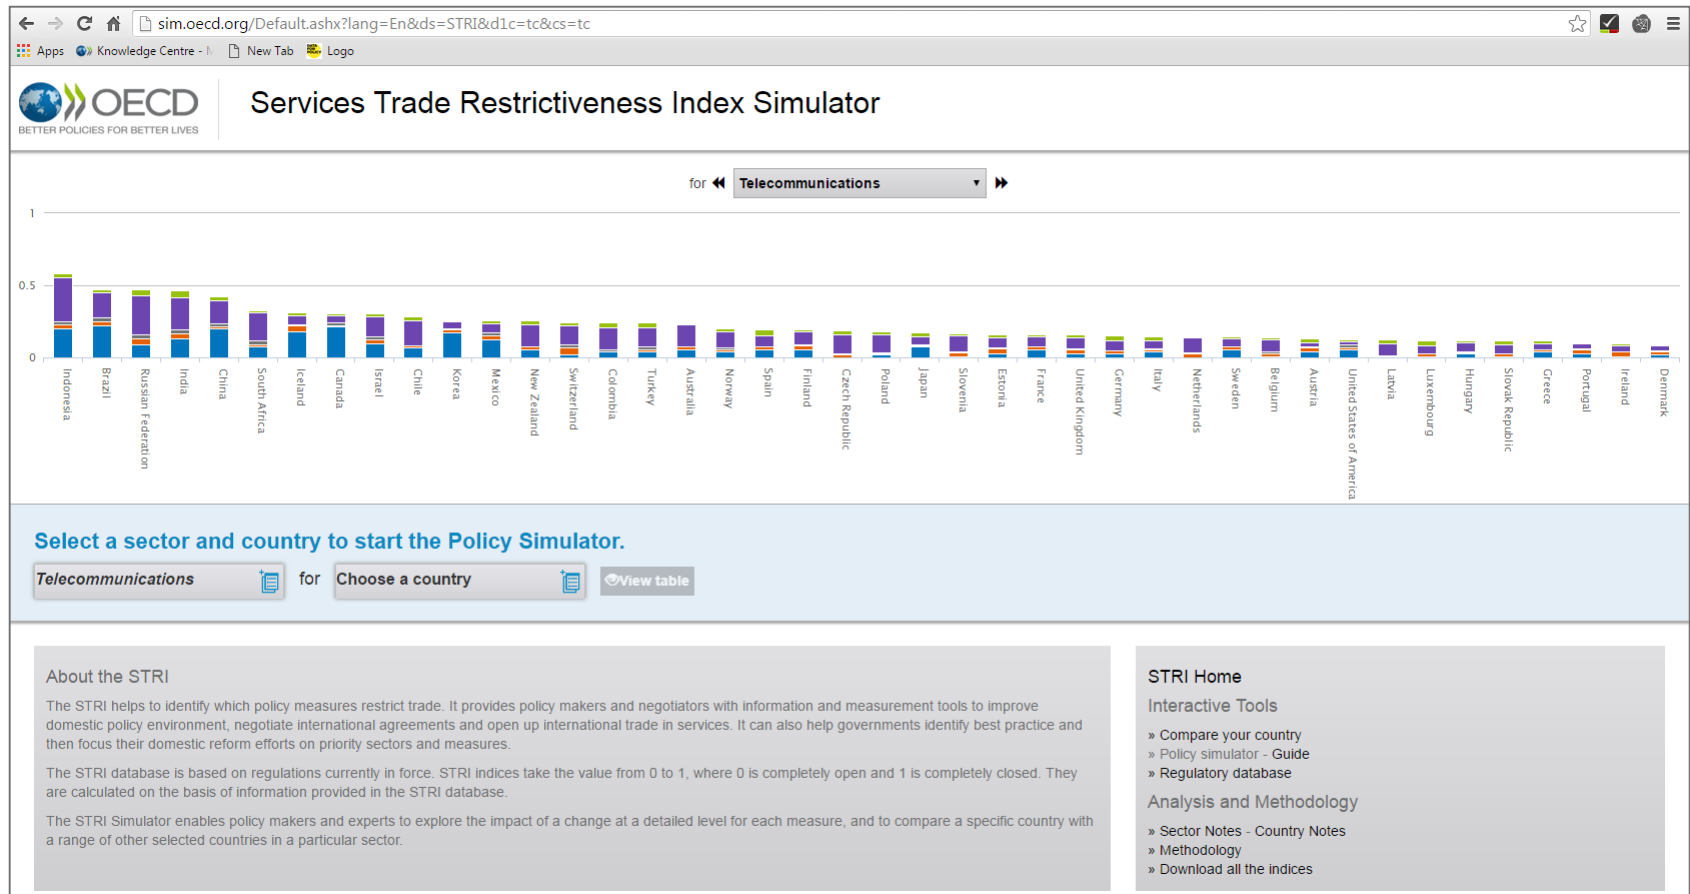 sim.oecd.org/Default.ashx?lang=En&ds=STRI&d1c=tc&cs=tc
Apps Knowledge Centre - New Tab Logo
OECD
BETTER POLICIES FOR BETTER LIVES
Services Trade Restrictiveness Index Simulator
for Telecommunications
1
0.5
0
Indonesia
Brazil
Russian Federation
India
China
South Africa
Iceland
Canada
Israel
Chile
Korea
Mexico
New Zealand
Switzerland
Colombia
Turkey
Australia
Norway
Spain
Finland
Czech Republic
Poland
Japan
Slovenia
Estonia
France
United Kingdom
Germany
Italy
Netherlands
Sweden
Belgium
Austria
United States of America
Latvia
Luxembourg
Hungary
Slovak Republic
Greece
Portugal
Ireland
Denmark
Select a sector and country to start the Policy Simulator.
Telecommunications for Choose a country View table
About the STRI
The STRI helps to identify which policy measures restrict trade. It provides policy makers and negotiators with information and measurement tools to improve
domestic policy environment, negotiate international agreements and open up international trade in services. It can also help governments identify best practice and
then focus their domestic reform efforts on priority sectors and measures.
The STRI database is based on regulations currently in force. STRI indices take the value from 0 to 1, where 0 is completely open and 1 is completely closed. They
are calculated on the basis of information provided in the STRI database.
The STRI Simulator enables policy makers and experts to explore the impact of a change at a detailed level for each measure, and to compare a specific country with
a range of other selected countries in a particular sector.
STRI Home
Interactive Tools
» Compare your country
» Policy simulator - Guide
» Regulatory database
Analysis and Methodology
» Sector Notes - Country Notes
» Methodology
» Download all the indices